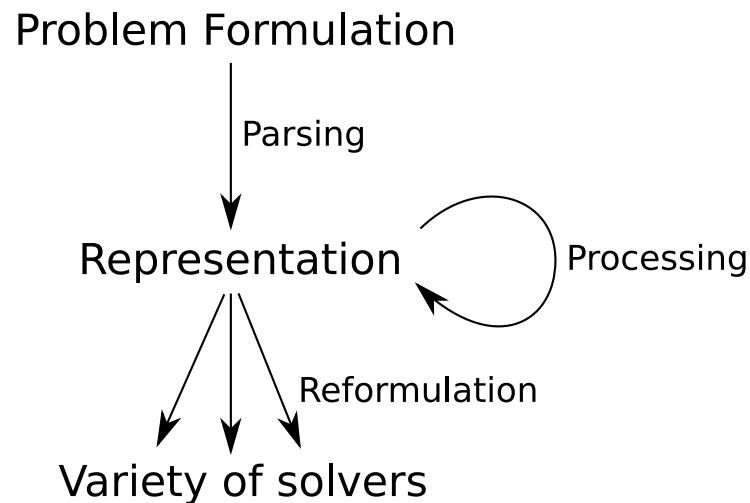 Problem Formulation
Parsing
Representation
Processing
Reformulation
Variety of solvers